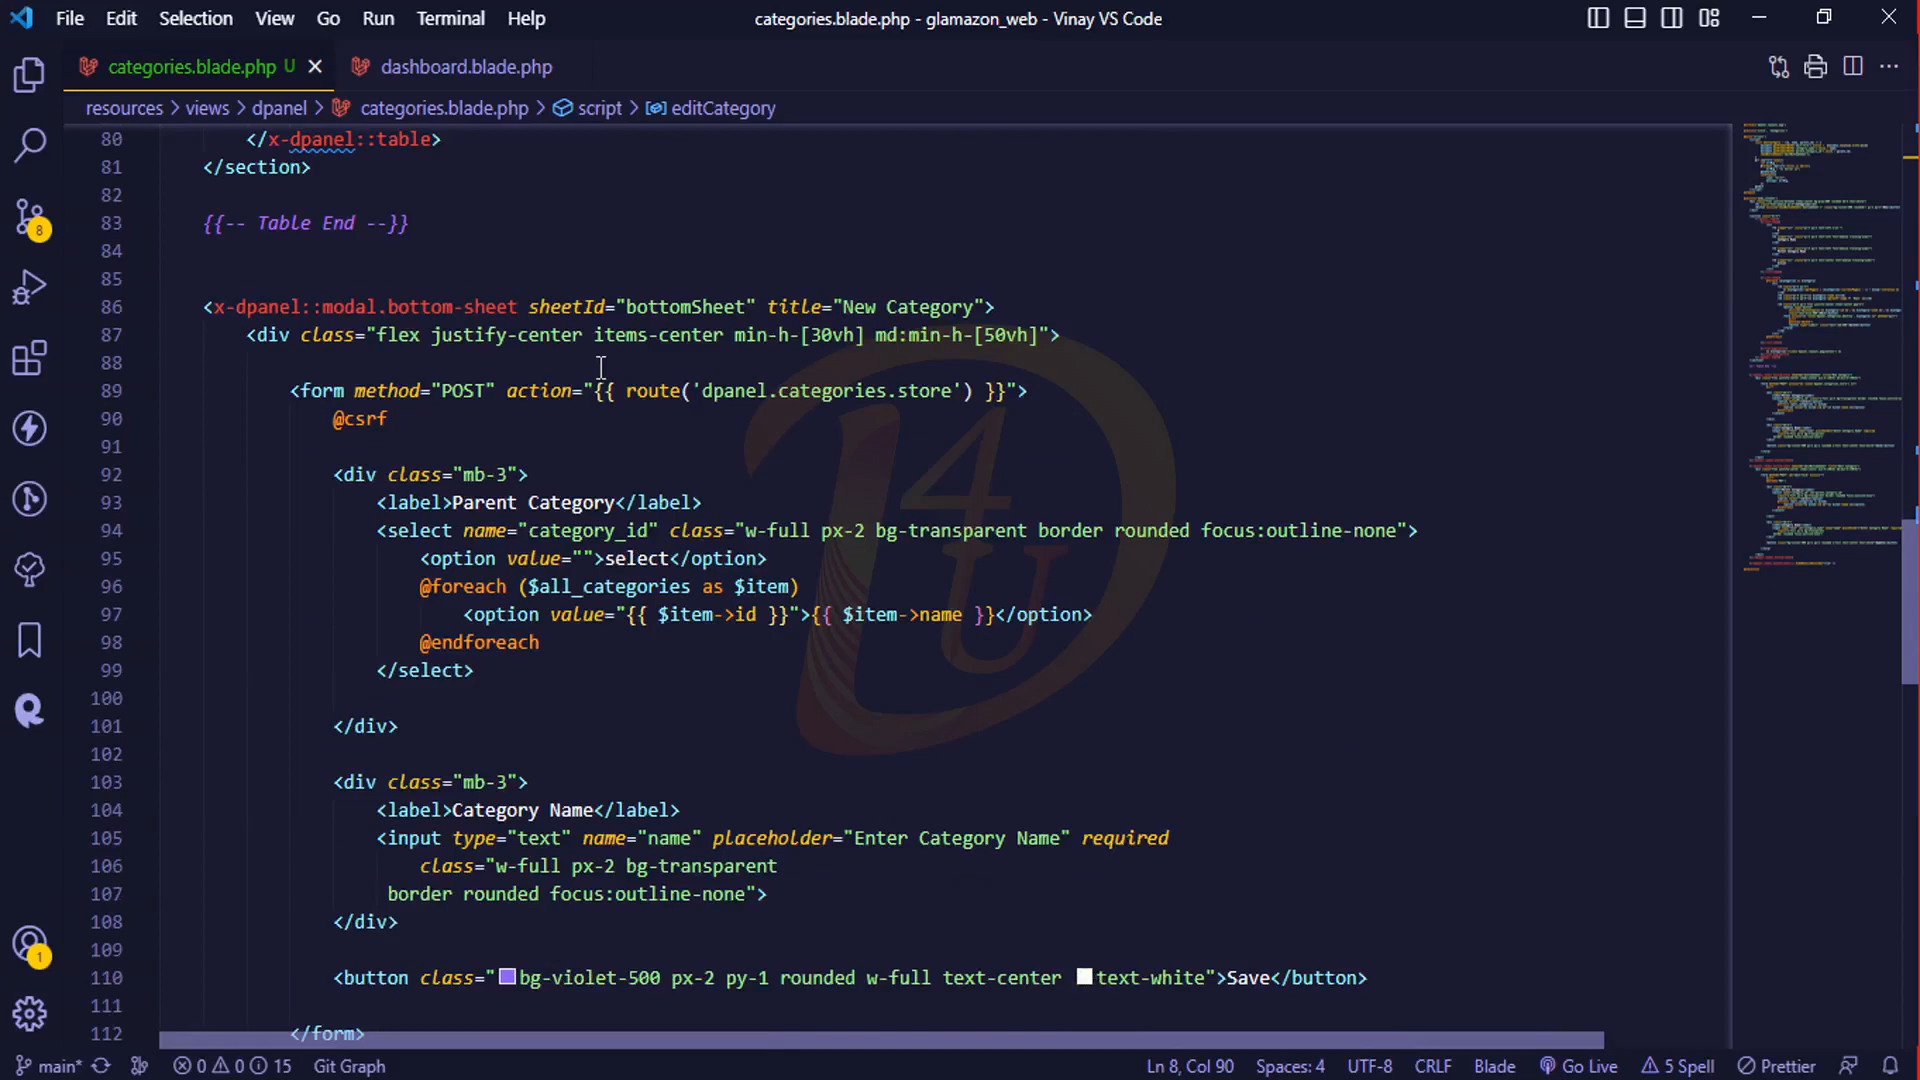 File Edit Selection View Go Run Terminal Help categories.blade.php - glamazon_web - Vinay VS Code
categories.blade.php U dashboard.blade.php
resources > views > dpanel > categories.blade.php > script > editCategory
80 </x-dpanel::table>
81 </section>
82
83 {{-- Table End --}}
84
85
86 <x-dpanel::modal.bottom-sheet sheetId="bottomSheet" title="New Category">
87 <div class="flex justify-center items-center min-h-[30vh] md:min-h-[50vh]">
88
89 <form method="POST" action="{{ route('dpanel.categories.store') }}">
90 @csrf
91
92 <div class="mb-3">
93 <label>Parent Category</label>
94 <select name="category_id" class="w-full px-2 bg-transparent border rounded focus:outline-none">
95 <option value="">select</option>
96 @foreach ($all_categories as $item)
97 <option value="{{ $item->id }}">{{ $item->name }}</option>
98 @endforeach
99 </select>
100
101 </div>
102
103 <div class="mb-3">
104 <label>Category Name</label>
105 <input type="text" name="name" placeholder="Enter Category Name" required
106 class="w-full px-2 bg-transparent
107 border rounded focus:outline-none">
108 </div>
109
110 <button class="bg-violet-500 px-2 py-1 rounded w-full text-center text-white">Save</button>
111
112 </form>
8
1
D4U
main* 0 0 15 Git Graph Ln 8, Col 90 Spaces: 4 UTF-8 CRLF Blade Go Live 5 Spell Prettier